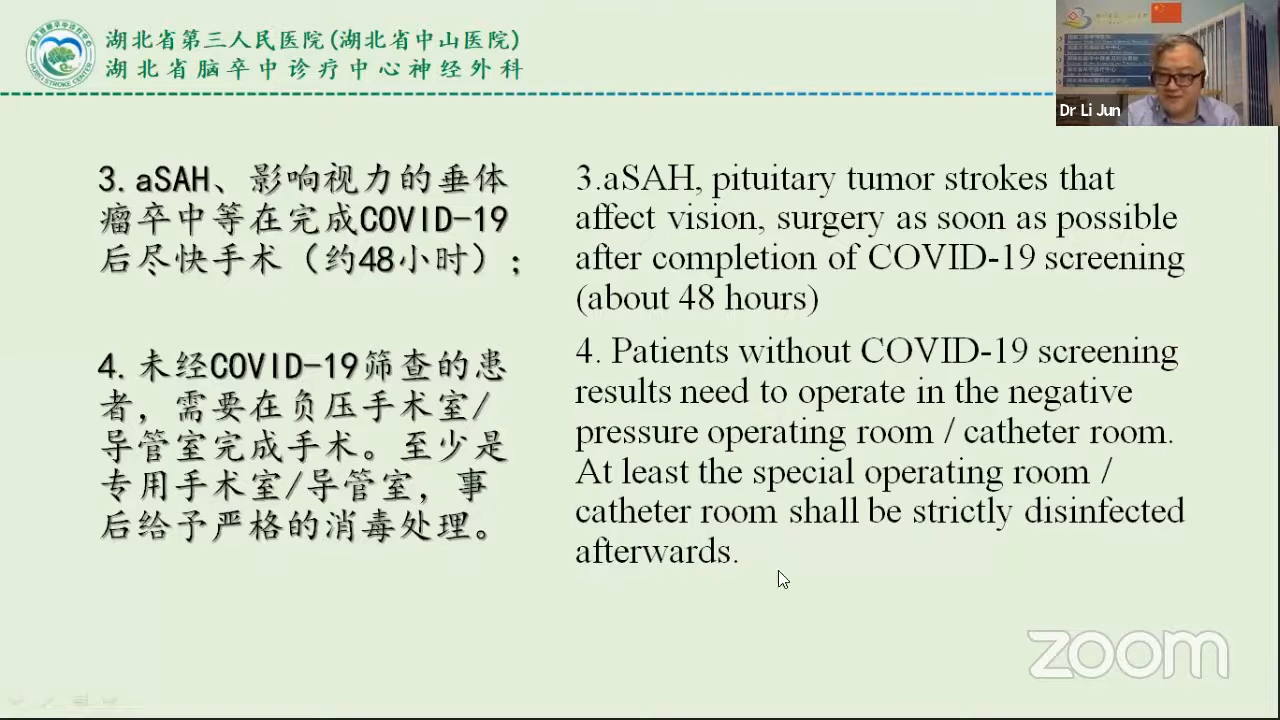 湖北省第三人民医院(湖北省中山医院)
湖北省脑卒中诊疗中心神经外科
Dr Li Jun
3.aSAH、影响视力的垂体
瘤卒中等在完成COVID-19
后尽快手术（约48小时）；
4.未经COVID-19筛查的患
者，需要在负压手术室/
导管室完成手术。至少是
专用手术室/导管室，事
后给予严格的消毒处理。
3.aSAH, pituitary tumor strokes that
affect vision, surgery as soon as possible
after completion of COVID-19 screening
(about 48 hours)
4. Patients without COVID-19 screening
results need to operate in the negative
pressure operating room / catheter room.
At least the special operating room /
catheter room shall be strictly disinfected
afterwards.
zoom